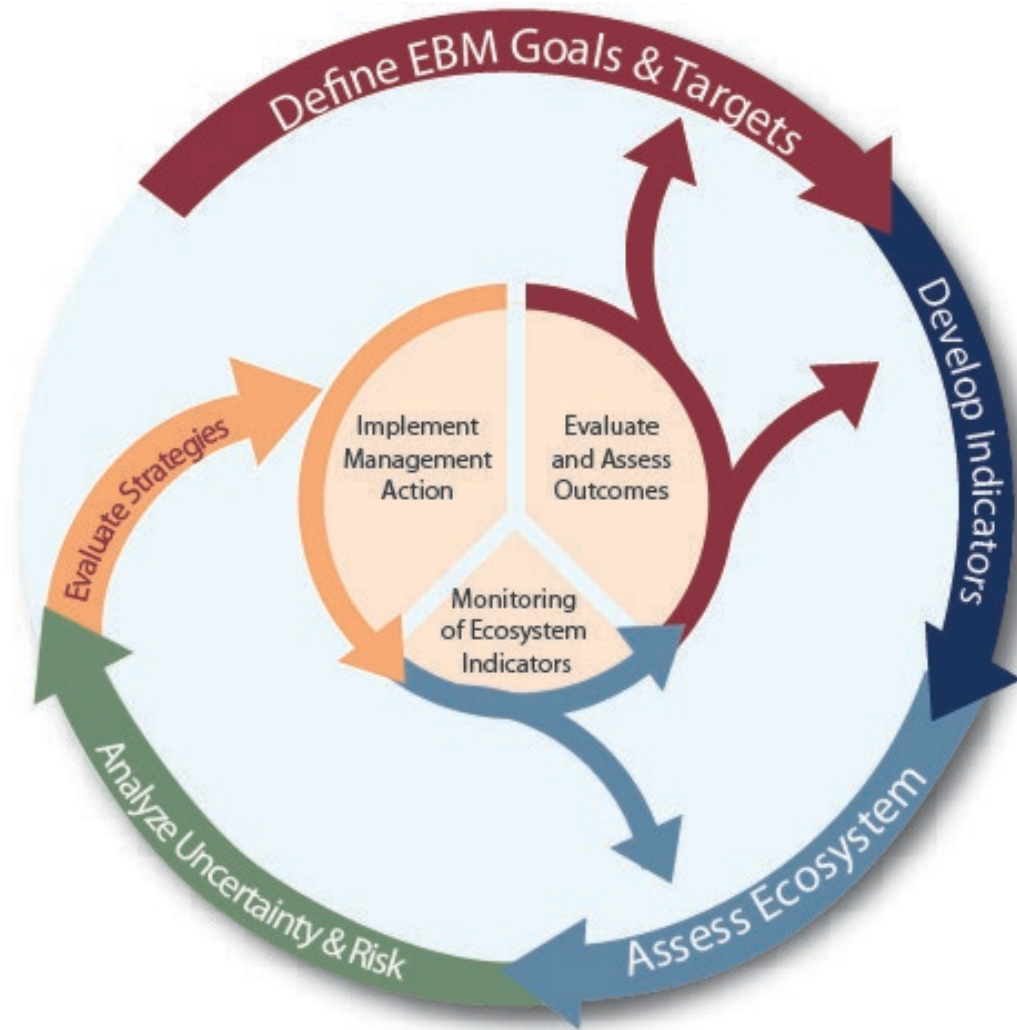 Define EBM Goals & Targets
Develop Indicators
Assess Ecosystem
Analyze Uncertainty & Risk
Evaluate Strategies
Implement
Management
Action
Evaluate
and Assess
Outcomes
Monitoring
of Ecosystem
Indicators